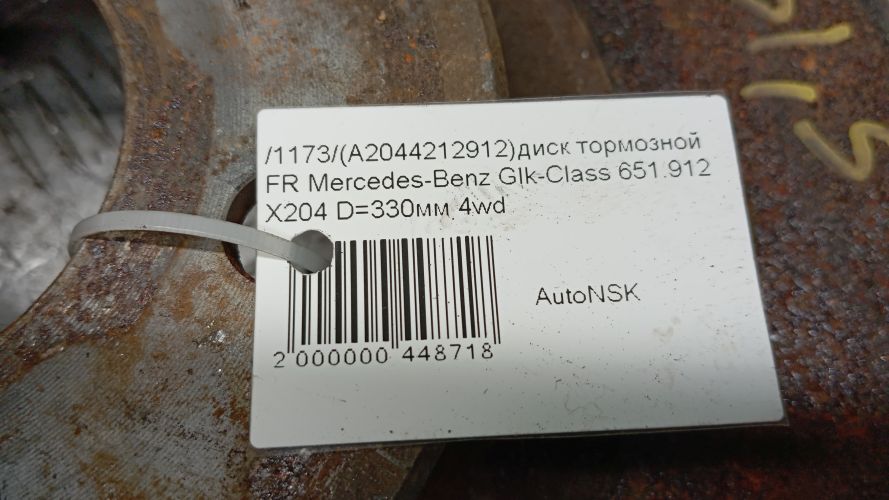 /1173/(A2044212912)диск тормозной
FR Mercedes-Benz Glk-Class 651.912
X204 D=330мм 4wd
AutoNSK
2 000000 448718